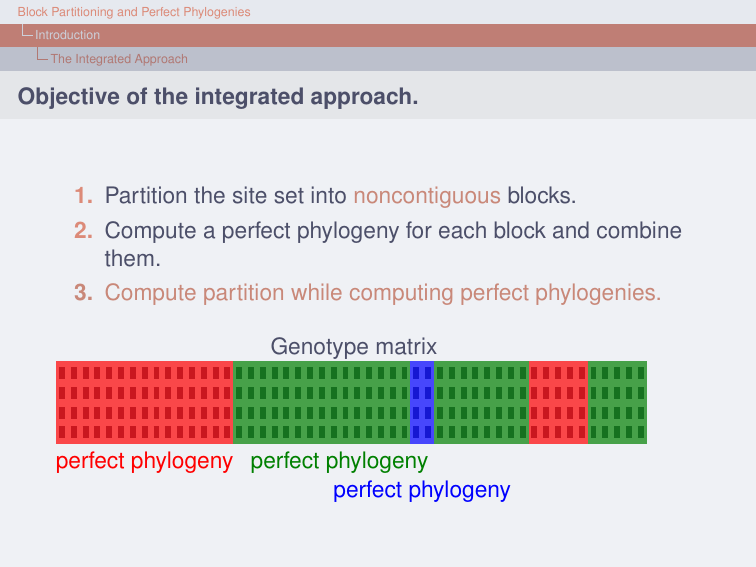 Block Partitioning and Perfect Phylogenies
Introduction
The Integrated Approach
Objective of the integrated approach.
1. Partition the site set into noncontiguous blocks.
2. Compute a perfect phylogeny for each block and combine
them.
3. Compute partition while computing perfect phylogenies.
Genotype matrix
perfect phylogeny perfect phylogeny
perfect phylogeny